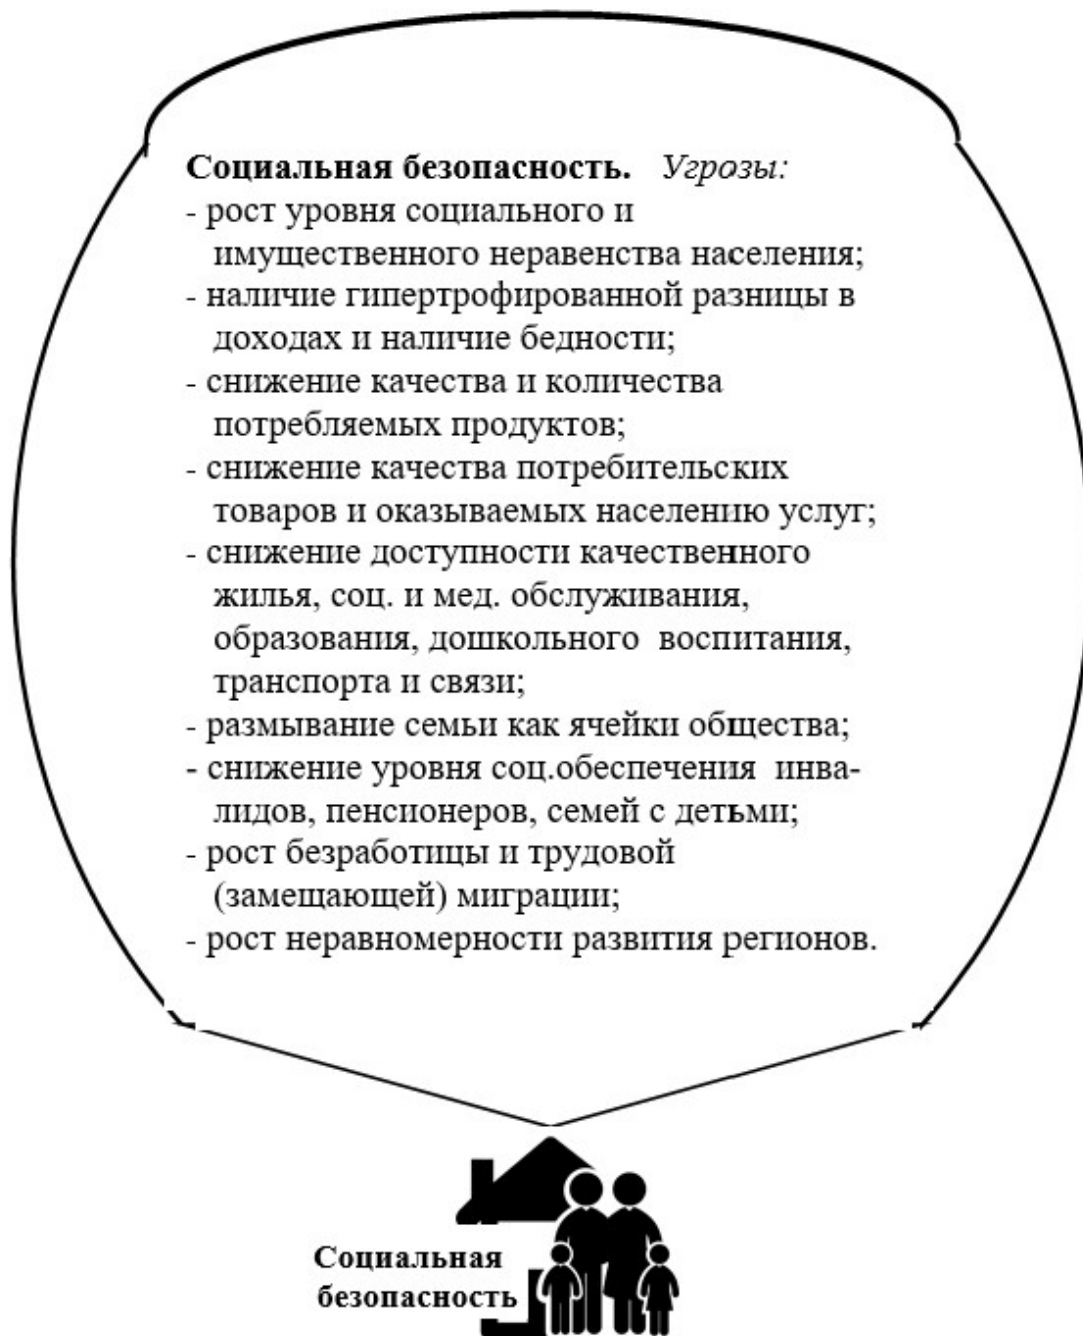 Социальная безопасность. Угрозы:
- рост уровня социального и
имущественного неравенства населения;
- наличие гипертрофированной разницы в
доходах и наличие бедности;
- снижение качества и количества
потребляемых продуктов;
- снижение качества потребительских
товаров и оказываемых населению услуг;
- снижение доступности качественного
жилья, соц. и мед. обслуживания,
образования, дошкольного воспитания,
транспорта и связи;
- размывание семьи как ячейки общества;
- снижение уровня соц.обеспечения инва-
лидов, пенсионеров, семей с детьми;
- рост безработицы и трудовой
(замещающей) миграции;
- рост неравномерности развития регионов.
Социальная
безопасность